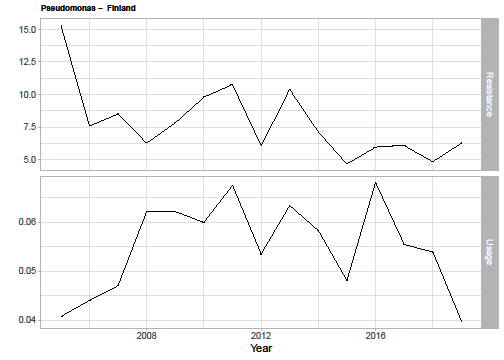 Pseudomonas – Finland
15.0
12.5
10.0
7.5
5.0
Resistance
0.06
0.05
0.04
Usage
2008 2012 2016
Year